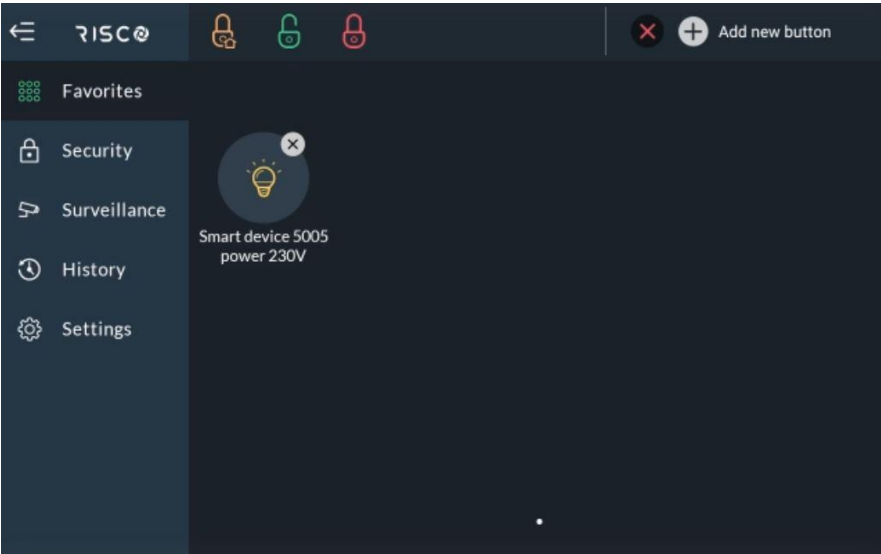 RISCO
Add new button
Favorites
Security
Surveillance
History
Settings
Smart device 5005
power 230V